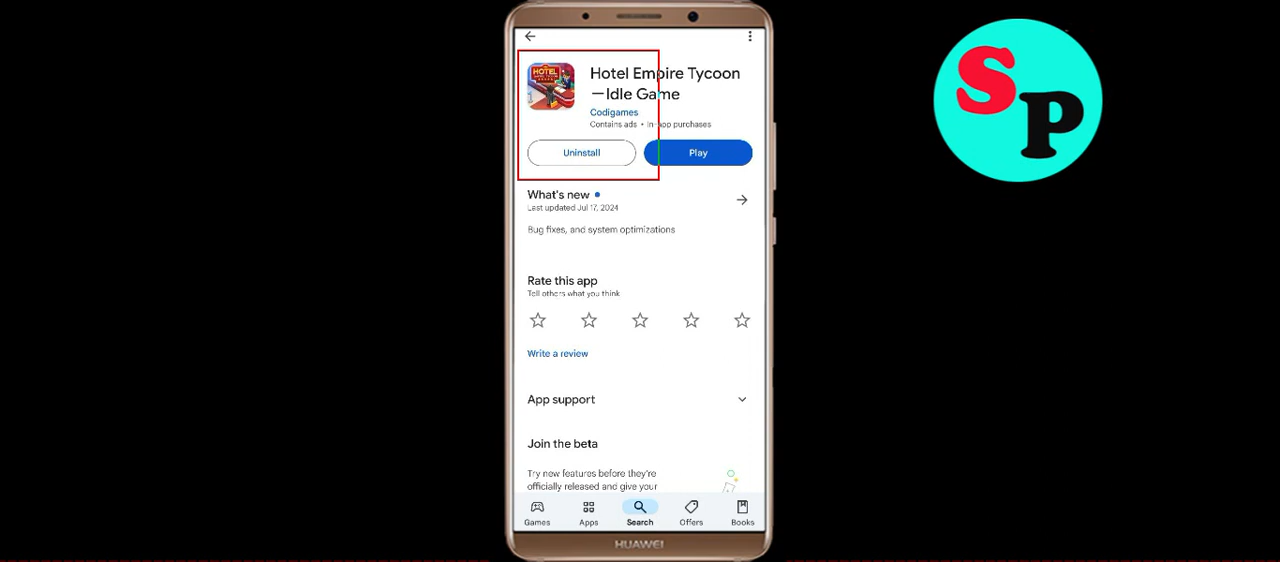 Hotel Empire Tycoon
—Idle Game
Codigames
Contains ads • In-app purchases
Uninstall
Play
What's new
Last updated Jul 17, 2024
Bug fixes, and system optimizations
Rate this app
Tell others what you think
Write a review
App support
Join the beta
Try new features before they're
officially released and give your
Games
Apps
Search
Offers
Books
HUAWEI
HOTEL
SP